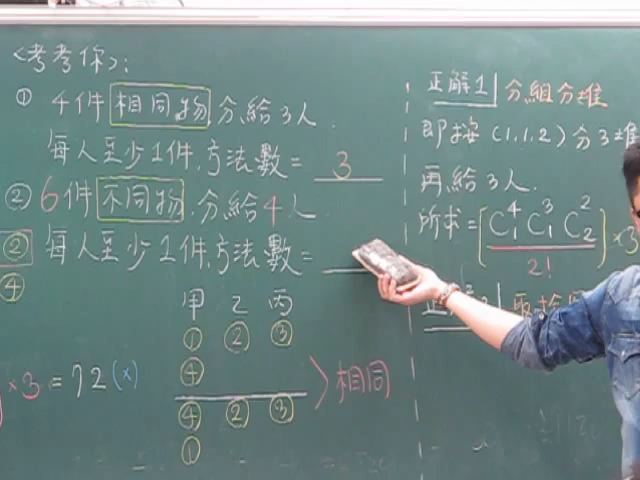 <考考你>:
① 4件相同物分給3人.
每人至少1件,方法數= 3
② 6件不同物,分給4人.
每人至少1件,方法數=
②
④
甲 乙 丙
① ② ③
④
④ ② ③
①
>相同
×3=72(×)
正解1 分組分堆
即按(1,1,2)分3堆
再給3人.
所求=[C⁴₁ C³₁ C²₂ / 2!]×3